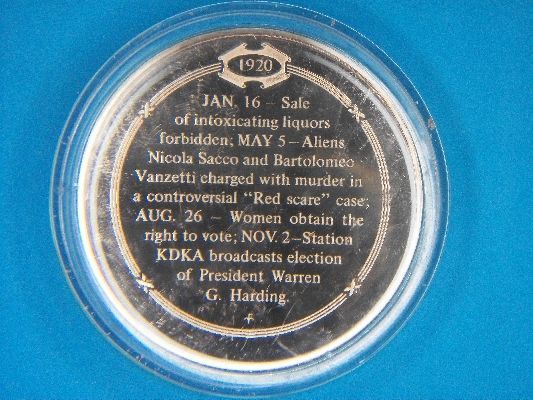 1920
JAN. 16 – Sale
of intoxicating liquors
forbidden; MAY 5 – Aliens
Nicola Sacco and Bartolomeo
Vanzetti charged with murder in
a controversial “Red scare” case;
AUG. 26 – Women obtain the
right to vote; NOV. 2–Station
KDKA broadcasts election
of President Warren
G. Harding.